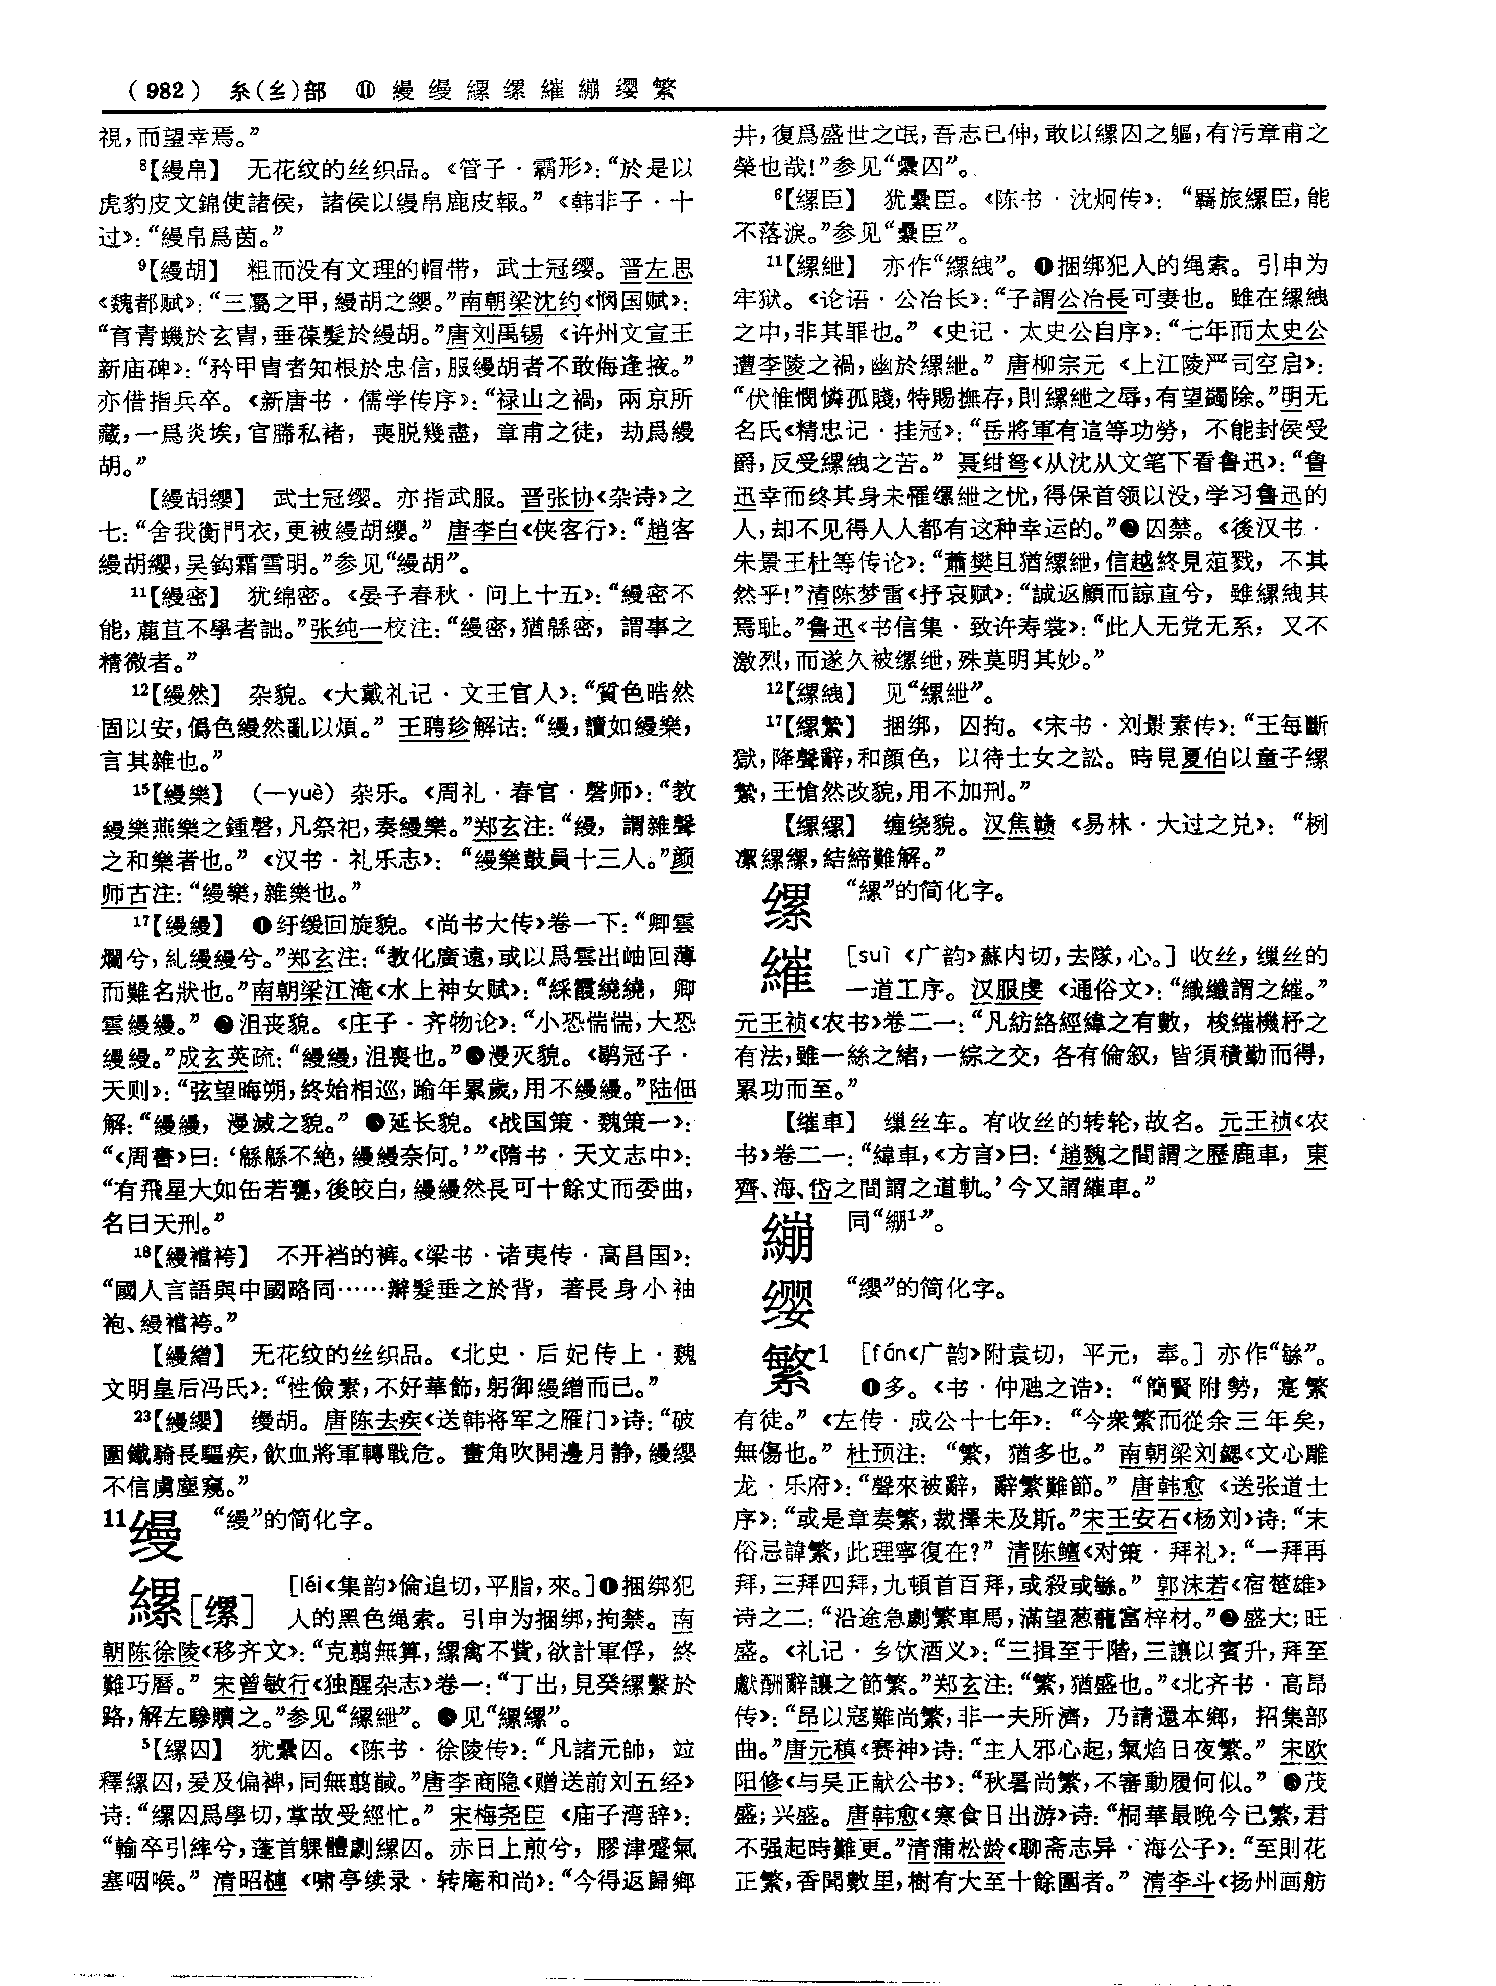 （982） 糸(纟)部 ⑪ 縵缦縲缧繀繃缨繁
視，而望幸焉。”
8【縵帛】 无花纹的丝织品。《管子·霸形》：“於是以
虎豹皮文錦使諸侯，諸侯以縵帛鹿皮報。”《韩非子·十
过》：“縵帛爲茵。”
9【縵胡】 粗而没有文理的帽带，武士冠缨。晋左思
《魏都赋》：“三屬之甲，縵胡之纓。”南朝梁沈约《悯国赋》：
“育青蟣於玄冑，垂葆髮於縵胡。”唐刘禹锡《许州文宣王
新庙碑》：“矜甲冑者知根於忠信，服縵胡者不敢侮逢掖。”
亦借指兵卒。《新唐书·儒学传序》：“禄山之禍，兩京所
藏，一爲炎埃，官滕私褚，喪脱幾盡，章甫之徒，劫爲縵
胡。”
【縵胡缨】 武士冠缨。亦指武服。晋张协《杂诗》之
七：“舍我衡門衣，更被縵胡纓。”唐李白《侠客行》：“趙客
縵胡纓，吴鈎霜雪明。”参见“縵胡”。
11【縵密】 犹绵密。《晏子春秋·问上十五》：“縵密不
能，蔍苴不學者詘。”张纯一校注：“縵密，猶緜密，謂事之
精微者。”
12【縵然】 杂貌。《大戴礼记·文王官人》：“質色晧然
固以安，僞色縵然亂以煩。”王聘珍解诂：“縵，讀如縵樂，
言其雜也。”
15【縵樂】 （—yuè）杂乐。《周礼·春官·磬师》：“教
縵樂燕樂之鍾磬，凡祭祀，奏縵樂。”郑玄注：“縵，謂雜聲
之和樂者也。”《汉书·礼乐志》：“縵樂鼓員十三人。”颜
师古注：“縵樂，雜樂也。”
17【縵縵】 ❶纡缓回旋貌。《尚书大传》卷一下：“卿雲
爛兮，糺縵縵兮。”郑玄注：“教化廣遠，或以爲雲出岫回薄
而難名狀也。”南朝梁江淹《水上神女赋》：“綵霞繞繞，卿
雲縵縵。”❷沮丧貌。《庄子·齐物论》：“小恐惴惴，大恐
縵縵。”成玄英疏：“縵縵，沮喪也。”❸漫灭貌。《鹖冠子·
天则》：“弦望晦朔，終始相巡，踰年累歲，用不縵縵。”陆佃
解：“縵縵，漫滅之貌。”❹延长貌。《战国策·魏策一》：
“《周書》曰：‘緜緜不絶，縵縵奈何。’”《隋书·天文志中》：
“有飛星大如缶若甕，後皎白，縵縵然長可十餘丈而委曲，
名曰天刑。”
18【縵襠袴】 不开裆的裤。《梁书·诸夷传·高昌国》：
“國人言語與中國略同……辮髮垂之於背，著長身小袖
袍、縵襠袴。”
【縵繒】 无花纹的丝织品。《北史·后妃传上·魏
文明皇后冯氏》：“性儉素，不好華飾，躬御縵繒而已。”
23【縵纓】 缦胡。唐陈去疾《送韩将军之雁门》诗：“破
圍鐵騎長驅疾，飲血將軍轉戰危。畫角吹開邊月静，縵纓
不信虜塵窺。”
11缦 “縵”的简化字。
縲［缧］ [léi《集韵》倫追切，平脂，來。]❶捆绑犯
人的黑色绳索。引申为捆绑，拘禁。南
朝陈徐陵《移齐文》：“克翦無算，縲禽不貲，欲計軍俘，終
難巧曆。”宋曾敏行《独醒杂志》卷一：“丁出，見癸縲繫於
路，解左驂贖之。”参见“縲紲”。❷见“縲縲”。
5【縲囚】 犹纍囚。《陈书·徐陵传》：“凡諸元帥，竝
釋縲囚，爰及偏裨，同無翦馘。”唐李商隐《赠送前刘五经》
诗：“縲囚爲學切，掌故受經忙。”宋梅尧臣《庙子湾辞》：
“輸卒引縴兮，蓬首躶體劇縲囚。赤日上煎兮，膠津蹙氣
塞咽喉。”清昭槤《啸亭续录·转庵和尚》：“今得返歸鄉
井，復爲盛世之氓，吾志已伸，敢以縲囚之軀，有污章甫之
榮也哉！”参见“纍囚”。
6【縲臣】 犹纍臣。《陈书·沈炯传》：“羇旅縲臣，能
不落淚。”参见“纍臣”。
11【縲紲】 亦作“縲絏”。❶捆绑犯人的绳索。引申为
牢狱。《论语·公冶长》：“子謂公冶長可妻也。雖在縲絏
之中，非其罪也。”《史记·太史公自序》：“七年而太史公
遭李陵之禍，幽於縲紲。”唐柳宗元《上江陵严司空启》：
“伏惟憫憐孤賤，特賜撫存，則縲紲之辱，有望蠲除。”明无
名氏《精忠记·挂冠》：“岳將軍有這等功勞，不能封侯受
爵，反受縲絏之苦。”聂绀弩《从沈从文笔下看鲁迅》：“鲁
迅幸而终其身未罹缧紲之忧，得保首领以没，学习鲁迅的
人，却不见得人人都有这种幸运的。”❷囚禁。《後汉书·
朱景王杜等传论》：“蕭樊且猶縲紲，信越終見葅戮，不其
然乎！”清陈梦雷《抒哀赋》：“誠返顧而諒直兮，雖縲絏其
焉耻。”鲁迅《书信集·致许寿裳》：“此人无党无系，又不
激烈，而遂久被缧绁，殊莫明其妙。”
12【縲絏】 见“縲紲”。
17【縲縶】 捆绑，囚拘。《宋书·刘景素传》：“王每斷
獄，降聲辭，和顔色，以待士女之訟。時見夏伯以童子縲
縶，王愴然改貌，用不加刑。”
【縲縲】 缠绕貌。汉焦赣《易林·大过之兑》：“栵
潔縲縲，結締難解。”
缧 “縲”的简化字。
繀 [suì《广韵》蘇内切，去隊，心。]收丝，缫丝的
一道工序。汉服虔《通俗文》：“織纖謂之繀。”
元王祯《农书》卷二一：“凡紡絡經緯之有數，梭繀機杼之
有法，雖一絲之緒，一綜之交，各有倫叙，皆須積勤而得，
累功而至。”
【繀車】 缫丝车。有收丝的转轮，故名。元王祯《农
书》卷二一：“緯車，《方言》曰：‘趙魏之間謂之歷鹿車，東
齊、海、岱之間謂之道軌。’今又謂繀車。”
繃 同“綳1”。
缨 “纓”的简化字。
繁1 [fán《广韵》附袁切，平元，奉。]亦作“緐”。
❶多。《书·仲虺之诰》：“簡賢附勢，寔繁
有徒。”《左传·成公十七年》：“今衆繁而從余三年矣，
無傷也。”杜预注：“繁，猶多也。”南朝梁刘勰《文心雕
龙·乐府》：“聲來被辭，辭繁難節。”唐韩愈《送张道士
序》：“或是章奏繁，裁擇未及斯。”宋王安石《杨刘》诗：“末
俗忌諱繁，此理寧復在？”清陈鳣《对策·拜礼》：“一拜再
拜，三拜四拜，九頓首百拜，或殺或緐。”郭沫若《宿楚雄》
诗之二：“沿途急劇繁車馬，滿望葱蘢富梓材。”❷盛大；旺
盛。《礼记·乡饮酒义》：“三揖至于階，三讓以賓升，拜至
獻酬辭讓之節繁。”郑玄注：“繁，猶盛也。”《北齐书·高昂
传》：“昂以寇難尚繁，非一夫所濟，乃請還本鄉，招集部
曲。”唐元稹《赛神》诗：“主人邪心起，氣焰日夜繁。”宋欧
阳修《与吴正献公书》：“秋暑尚繁，不審動履何似。”❸茂
盛；兴盛。唐韩愈《寒食日出游》诗：“桐華最晚今已繁，君
不强起時難更。”清蒲松龄《聊斋志异·海公子》：“至則花
正繁，香聞數里，樹有大至十餘圍者。”清李斗《扬州画舫